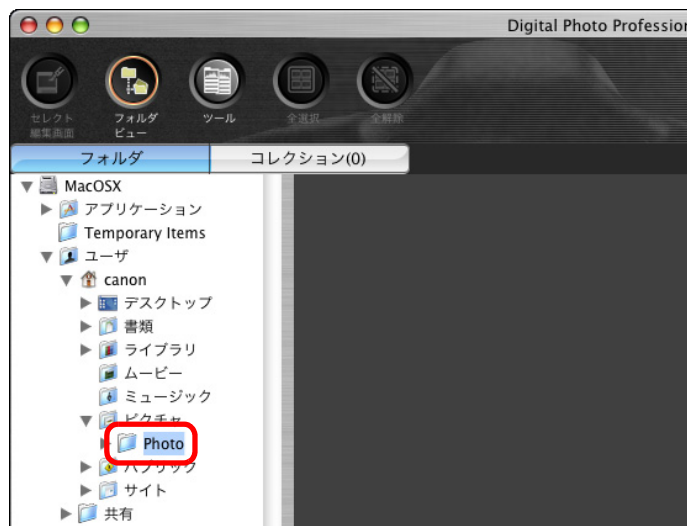 Digital Photo Profession
セレクト
編集画面
フォルダ
ビュー
ツール
全選択
全解除
フォルダ
コレクション(0)
MacOSX
アプリケーション
Temporary Items
ユーザ
canon
デスクトップ
書類
ライブラリ
ムービー
ミュージック
ピクチャ
Photo
パブリック
サイト
共有